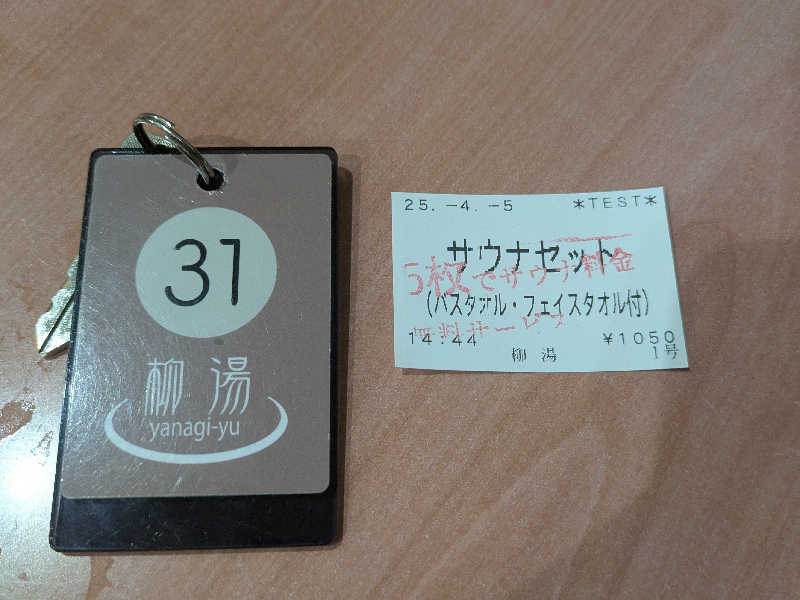 31
柳湯
yanagi-yu
25.-4.-5 *TEST*
サウナセット
5枚でサウナ料金
(バスタオル・フェイスタオル付)
無料サービス
14:44 ¥1050
柳湯 1号